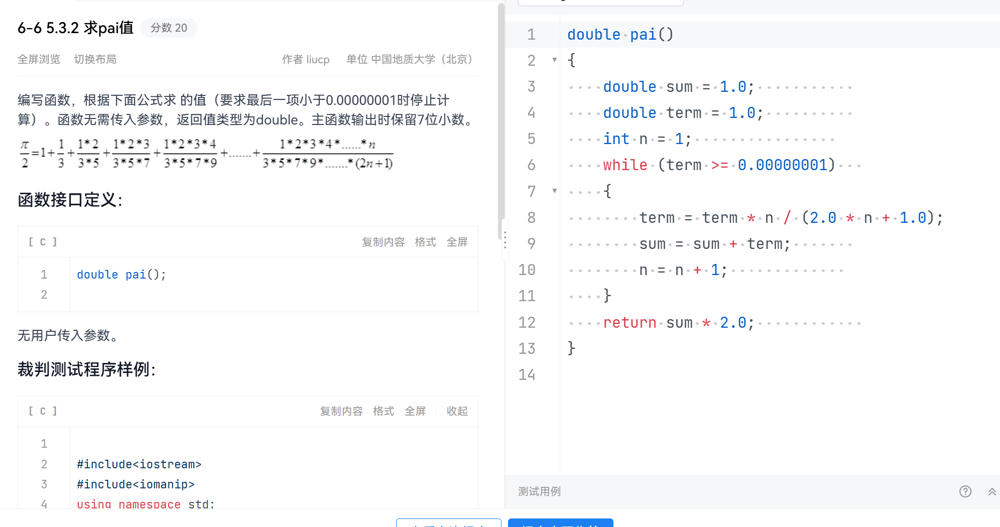 6-6 5.3.2 求pai值 分数 20
全屏浏览 切换布局 作者 liucp 单位 中国地质大学（北京）
编写函数，根据下面公式求 的值（要求最后一项小于0.00000001时停止计
算）。函数无需传入参数，返回值类型为double。主函数输出时保留7位小数。
π/2=1+1/3+1*2/3*5+1*2*3/3*5*7+1*2*3*4/3*5*7*9+.......+1*2*3*4*......*n/3*5*7*9*.......*(2n+1)
函数接口定义：
[ C ] 复制内容 格式 全屏
1 double pai();
2
无用户传入参数。
裁判测试程序样例：
[ C ] 复制内容 格式 全屏 收起
1
2 #include<iostream>
3 #include<iomanip>
4 using namespace std;
1 double pai()
2 {
3 double sum = 1.0;
4 double term = 1.0;
5 int n = 1;
6 while (term >= 0.00000001)
7 {
8 term = term * n / (2.0 * n + 1.0);
9 sum = sum + term;
10 n = n + 1;
11 }
12 return sum * 2.0;
13 }
14
测试用例